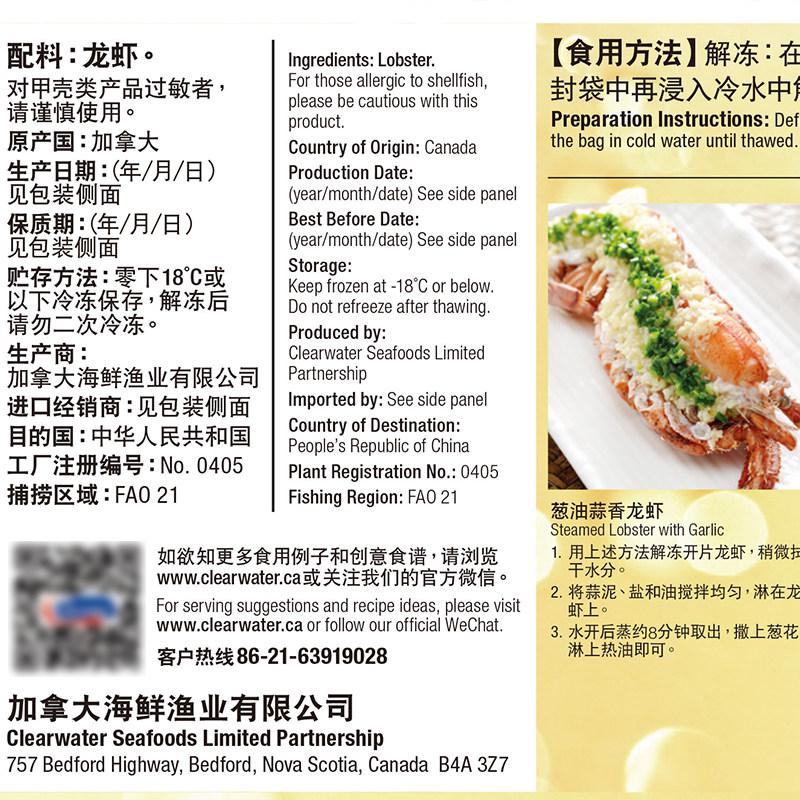 配料：龙虾。
对甲壳类产品过敏者，
请谨慎使用。
原产国：加拿大
生产日期：(年/月/日)
见包装侧面
保质期：(年/月/日)
见包装侧面
贮存方法：零下18°C或
以下冷冻保存，解冻后
请勿二次冷冻。
生产商：
加拿大海鲜渔业有限公司
进口经销商：见包装侧面
目的国：中华人民共和国
工厂注册编号：No. 0405
捕捞区域：FAO 21
Ingredients: Lobster.
For those allergic to shellfish,
please be cautious with this
product.
Country of Origin: Canada
Production Date:
(year/month/date) See side panel
Best Before Date:
(year/month/date) See side panel
Storage:
Keep frozen at -18°C or below.
Do not refreeze after thawing.
Produced by:
Clearwater Seafoods Limited
Partnership
Imported by: See side panel
Country of Destination:
People's Republic of China
Plant Registration No.: 0405
Fishing Region: FAO 21
如欲知更多食用例子和创意食谱，请浏览
www.clearwater.ca或关注我们的官方微信。
For serving suggestions and recipe ideas, please visit
www.clearwater.ca or follow our official WeChat.
客户热线 86-21-63919028
加拿大海鲜渔业有限公司
Clearwater Seafoods Limited Partnership
757 Bedford Highway, Bedford, Nova Scotia, Canada B4A 3Z7
【食用方法】解冻：在
封袋中再浸入冷水中
Preparation Instructions: Def
the bag in cold water until thawed.
葱油蒜香龙虾
Steamed Lobster with Garlic
1. 用上述方法解冻开片龙虾，稍微
干水分。
2. 将蒜泥、盐和油搅拌均匀，淋在龙
虾上。
3. 水开后蒸约8分钟取出，撒上葱花
淋上热油即可。